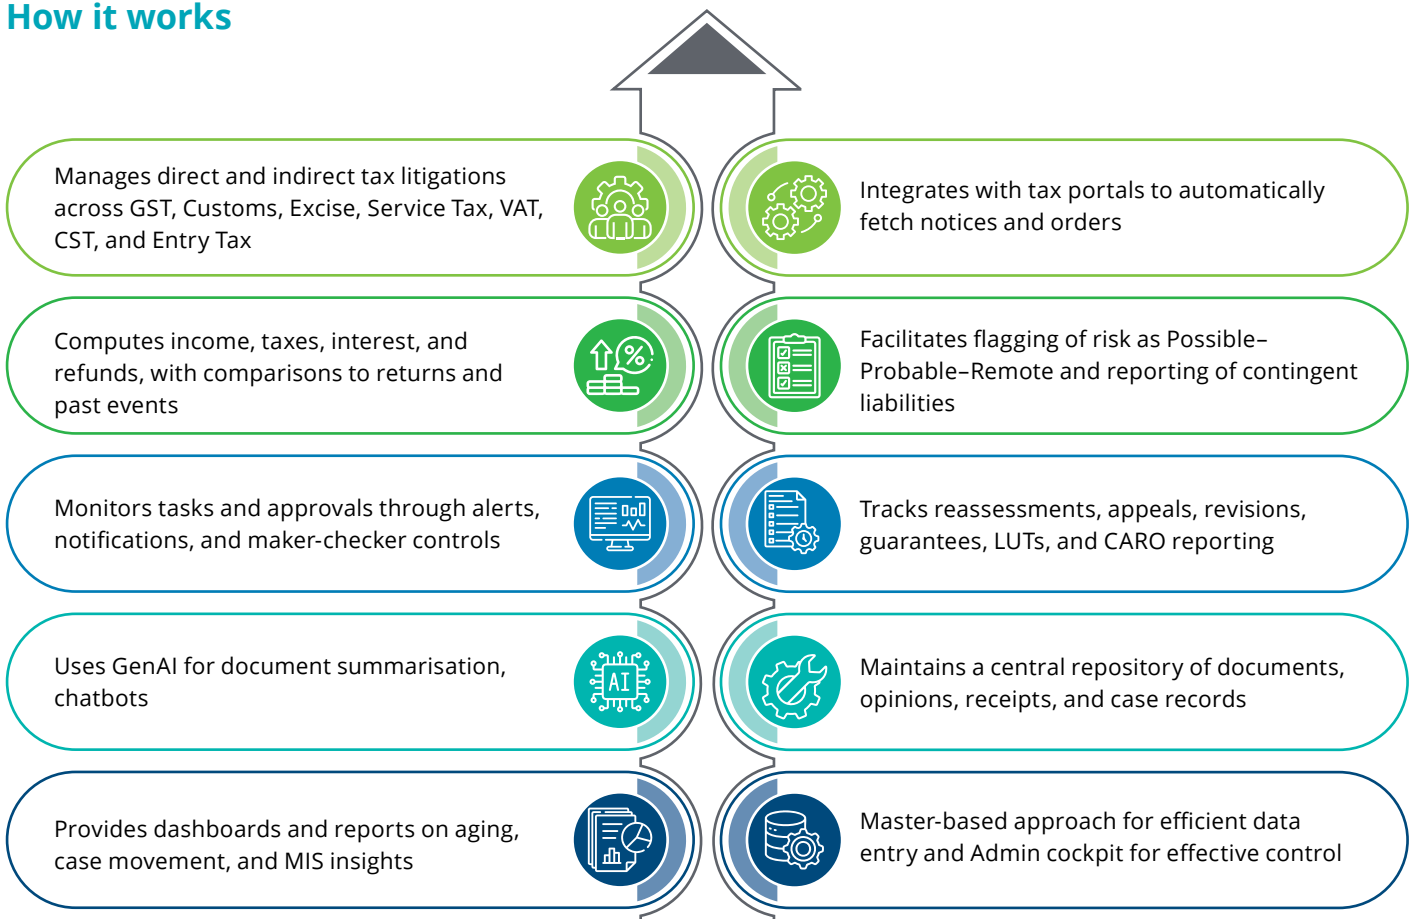 How it works
Manages direct and indirect tax litigations
across GST, Customs, Excise, Service Tax, VAT,
CST, and Entry Tax
Integrates with tax portals to automatically
fetch notices and orders
Computes income, taxes, interest, and
refunds, with comparisons to returns and
past events
Facilitates flagging of risk as Possible–
Probable–Remote and reporting of contingent
liabilities
Monitors tasks and approvals through alerts,
notifications, and maker-checker controls
Tracks reassessments, appeals, revisions,
guarantees, LUTs, and CARO reporting
Uses GenAI for document summarisation,
chatbots
AI
Maintains a central repository of documents,
opinions, receipts, and case records
Provides dashboards and reports on aging,
case movement, and MIS insights
Master-based approach for efficient data
entry and Admin cockpit for effective control